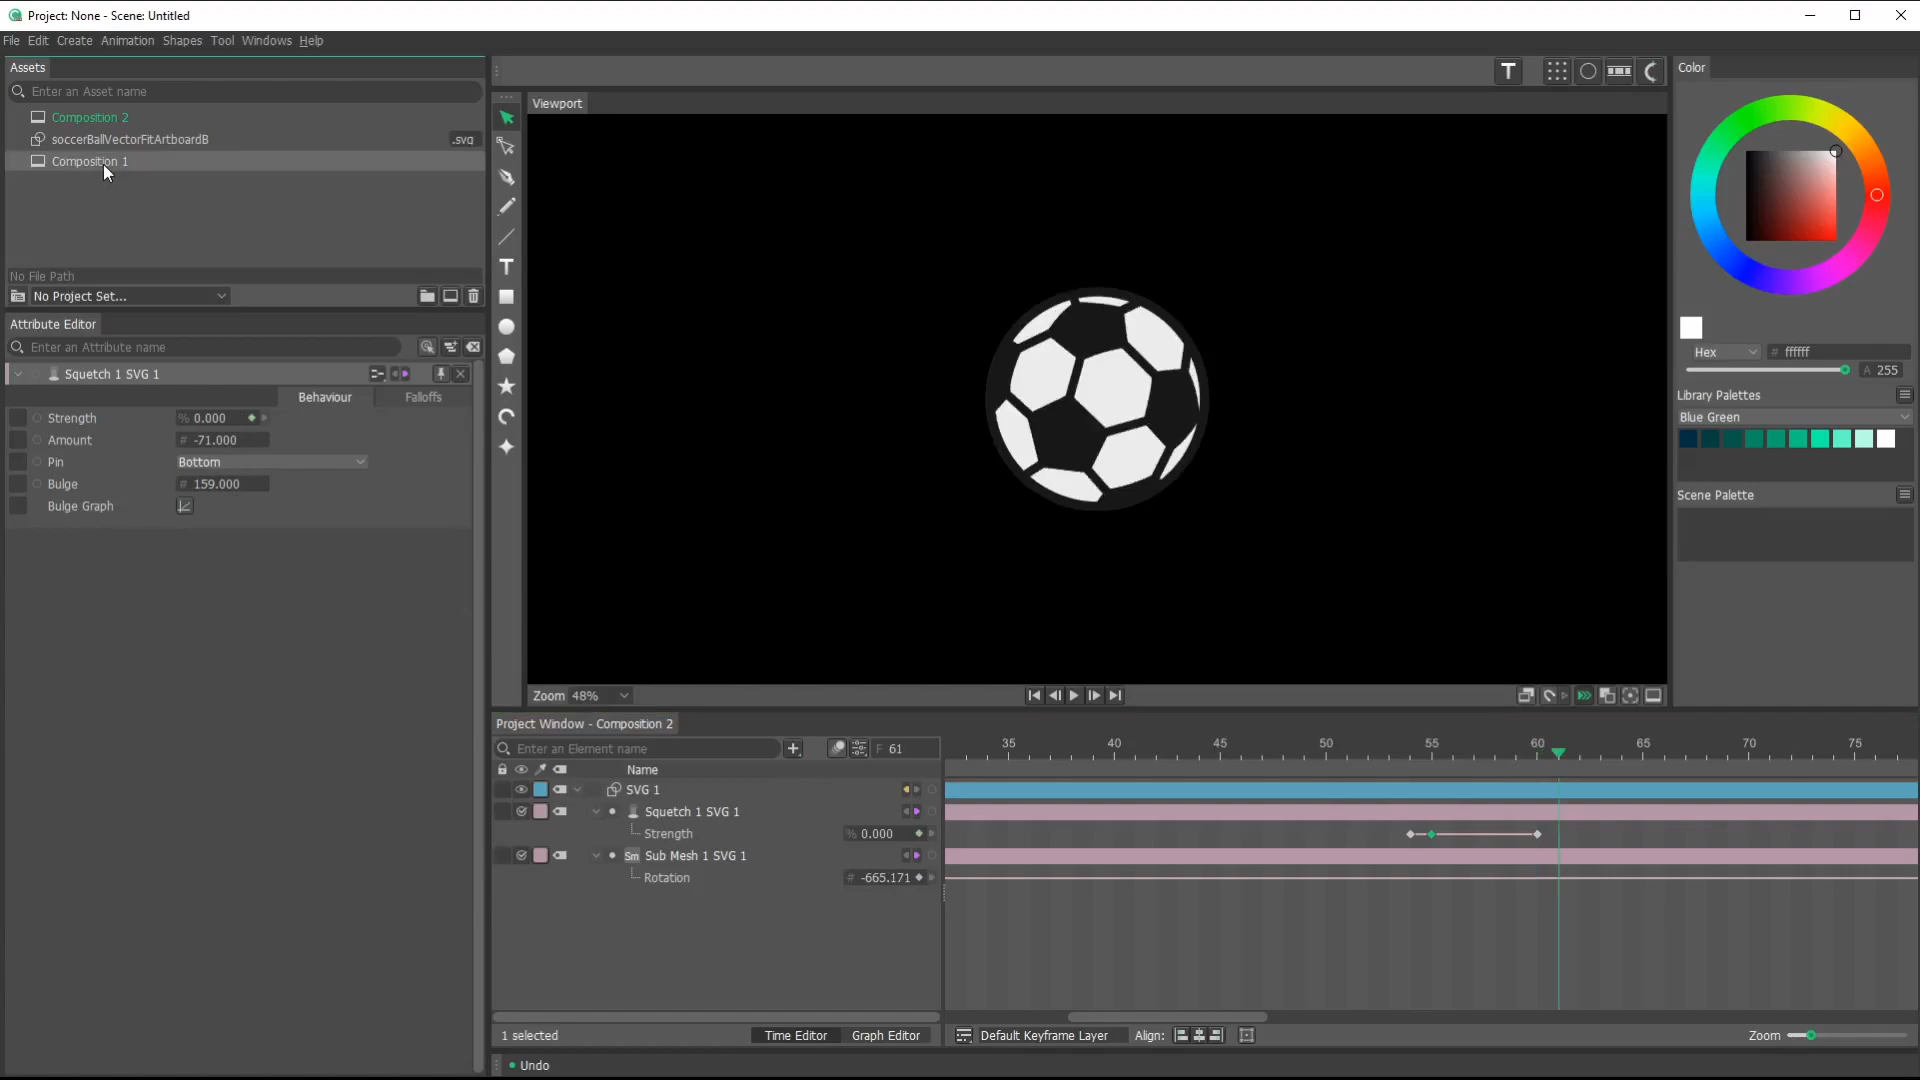 Project: None - Scene: Untitled
File Edit Create Animation Shapes Tool Windows Help
Assets
Enter an Asset name
Composition 2
soccerBallVectorFitArtboardB .svg
Composition 1
No File Path
No Project Set...
Attribute Editor
Enter an Attribute name
Squetch 1 SVG 1
Behaviour Falloffs
Strength % 0.000
Amount # -71.000
Pin Bottom
Bulge # 159.000
Bulge Graph
T
Viewport
T
Zoom 48%
Color
Hex # ffffff
A 255
Library Palettes
Blue Green
Scene Palette
Project Window - Composition 2
Enter an Element name F 61
Name
SVG 1
Squetch 1 SVG 1
Strength % 0.000
Sm Sub Mesh 1 SVG 1
Rotation # -665.171
35 40 45 50 55 60 65 70 75
1 selected Time Editor Graph Editor Default Keyframe Layer Align: Zoom
Undo